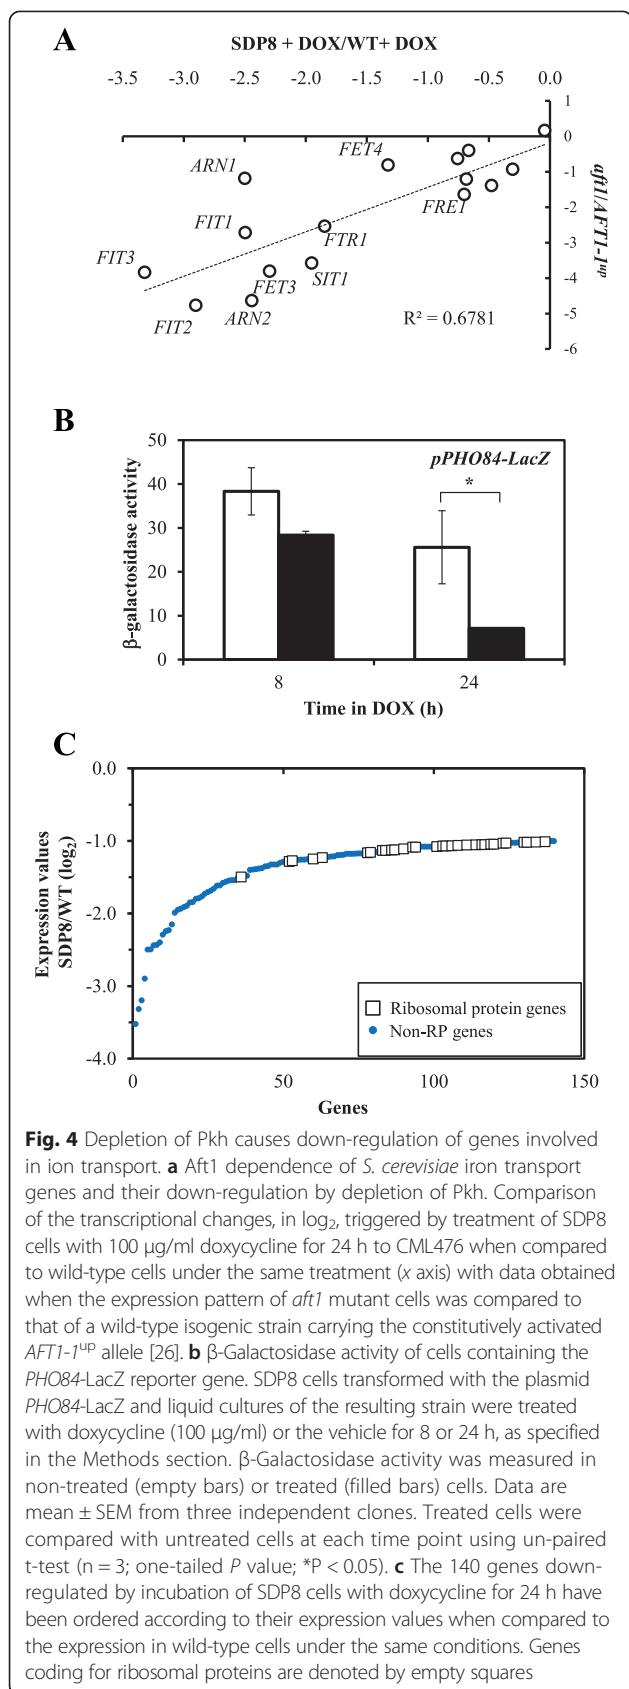 A
SDP8 + DOX/WT+ DOX
-3.5 -3.0 -2.5 -2.0 -1.5 -1.0 -0.5 0.0
1
0
-1
-2
-3
-4
-5
-6
aft1/AFT1-1up
ARN1
FET4
FIT1
FRE1
FTR1
FIT3
FET3
SIT1
FIT2
ARN2
R² = 0.6781
B
pPHO84-LacZ
*
β-galactosidase activity
50
40
30
20
10
0
8 24
Time in DOX (h)
C
Expression values
SDP8/WT (log2)
0.0
-1.0
-2.0
-3.0
-4.0
Ribosomal protein genes
Non-RP genes
0 50 100 150
Genes
Fig. 4 Depletion of Pkh causes down-regulation of genes involved
in ion transport. a Aft1 dependence of S. cerevisiae iron transport
genes and their down-regulation by depletion of Pkh. Comparison
of the transcriptional changes, in log2, triggered by treatment of SDP8
cells with 100 μg/ml doxycycline for 24 h to CML476 when compared
to wild-type cells under the same treatment (x axis) with data obtained
when the expression pattern of aft1 mutant cells was compared to
that of a wild-type isogenic strain carrying the constitutively activated
AFT1-1up allele [26]. b β-Galactosidase activity of cells containing the
PHO84-LacZ reporter gene. SDP8 cells transformed with the plasmid
PHO84-LacZ and liquid cultures of the resulting strain were treated
with doxycycline (100 μg/ml) or the vehicle for 8 or 24 h, as specified
in the Methods section. β-Galactosidase activity was measured in
non-treated (empty bars) or treated (filled bars) cells. Data are
mean ± SEM from three independent clones. Treated cells were
compared with untreated cells at each time point using un-paired
t-test (n = 3; one-tailed P value; *P < 0.05). c The 140 genes down-
regulated by incubation of SDP8 cells with doxycycline for 24 h have
been ordered according to their expression values when compared to
the expression in wild-type cells under the same conditions. Genes
coding for ribosomal proteins are denoted by empty squares